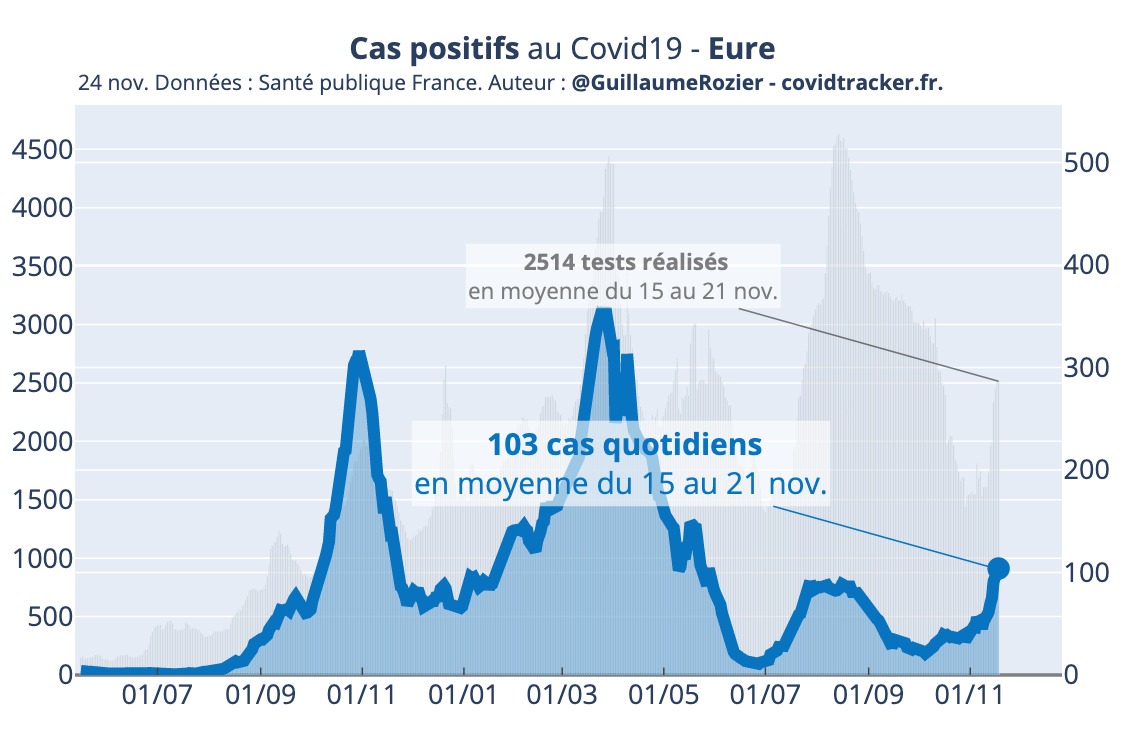 Cas positifs au Covid19 - Eure
24 nov. Données : Santé publique France. Auteur : @GuillaumeRozier - covidtracker.fr.
4500
500
4000
3500
400
2514 tests réalisés
en moyenne du 15 au 21 nov.
3000
300
2500
2000
103 cas quotidiens
en moyenne du 15 au 21 nov.
200
1500
1000
100
500
0
0
01/07 01/09 01/11 01/01 01/03 01/05 01/07 01/09 01/11